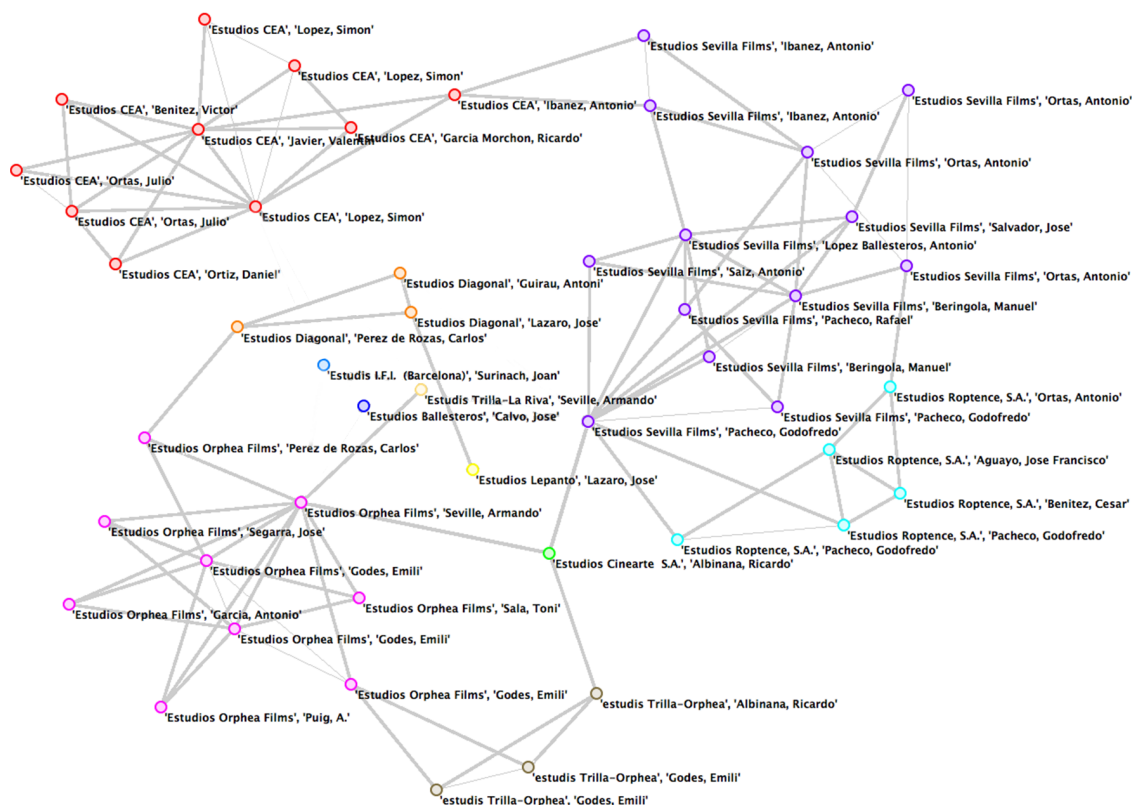 'Estudios CEA', 'Lopez, Simon'
'Estudios Sevilla Films', 'Ibanez, Antonio'
'Estudios CEA', 'Lopez, Simon'
'Estudios Sevilla Films', 'Ortas, Antonio'
'Estudios CEA', 'Benitez, Victor'
'Estudios CEA', 'Ibanez, Antonio'
'Estudios Sevilla Films', 'Ibanez, Antonio'
'Estudios CEA', 'Javier, Valentin'
'Estudios CEA', 'Garcia Morchon, Ricardo'
'Estudios Sevilla Films', 'Ortas, Antonio'
'Estudios CEA', 'Ortas, Julio'
'Estudios CEA', 'Ortas, Julio'
'Estudios CEA', 'Lopez, Simon'
'Estudios Sevilla Films', 'Salvador, Jose'
'Estudios Sevilla Films', 'Lopez Ballesteros, Antonio'
'Estudios CEA', 'Ortiz, Daniel'
'Estudios Sevilla Films', 'Saiz, Antonio'
'Estudios Sevilla Films', 'Ortas, Antonio'
'Estudios Diagonal', 'Guirau, Antoni'
'Estudios Sevilla Films', 'Beringola, Manuel'
'Estudios Sevilla Films', 'Pacheco, Rafael'
'Estudios Diagonal', 'Lazaro, Jose'
'Estudios Diagonal', 'Perez de Rozas, Carlos'
'Estudios Sevilla Films', 'Beringola, Manuel'
'Estudis I.F.I. (Barcelona)', 'Surinach, Joan'
'Estudis Trilla-La Riva', 'Seville, Armando'
'Estudios Roptence, S.A.', 'Ortas, Antonio'
'Estudios Ballesteros', 'Calvo, Jose'
'Estudios Sevilla Films', 'Pacheco, Godofredo'
'Estudios Sevilla Films', 'Pacheco, Godofredo'
'Estudios Orphea Films', 'Perez de Rozas, Carlos'
'Estudios Roptence, S.A.', 'Aguayo, Jose Francisco'
'Estudios Lepanto', 'Lazaro, Jose'
'Estudios Roptence, S.A.', 'Benitez, Cesar'
'Estudios Orphea Films', 'Seville, Armando'
'Estudios Orphea Films', 'Segarra, Jose'
'Estudios Roptence, S.A.', 'Pacheco, Godofredo'
'Estudios Roptence, S.A.', 'Pacheco, Godofredo'
'Estudios Cinearte S.A.', 'Albinana, Ricardo'
'Estudios Orphea Films', 'Godes, Emili'
'Estudios Orphea Films', 'Sala, Toni'
'Estudios Orphea Films', 'Garcia, Antonio'
'Estudios Orphea Films', 'Godes, Emili'
'Estudios Orphea Films', 'Godes, Emili'
'estudis Trilla-Orphea', 'Albinana, Ricardo'
'Estudios Orphea Films', 'Puig, A.'
'estudis Trilla-Orphea', 'Godes, Emili'
'estudis Trilla-Orphea', 'Godes, Emili'